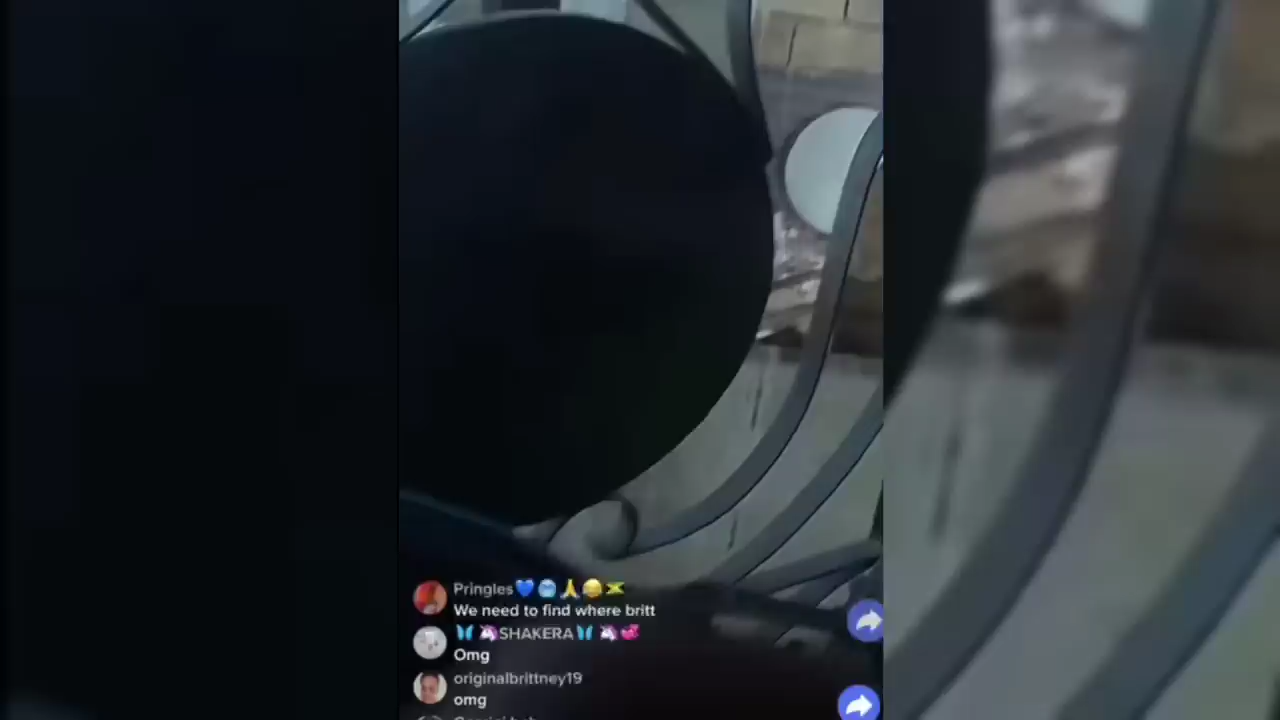 Pringles💙🥶🙏😂🇯🇲
We need to find where britt
🦋🦄SHAKERA🦋🦄💞
Omg
originalbrittney19
omg